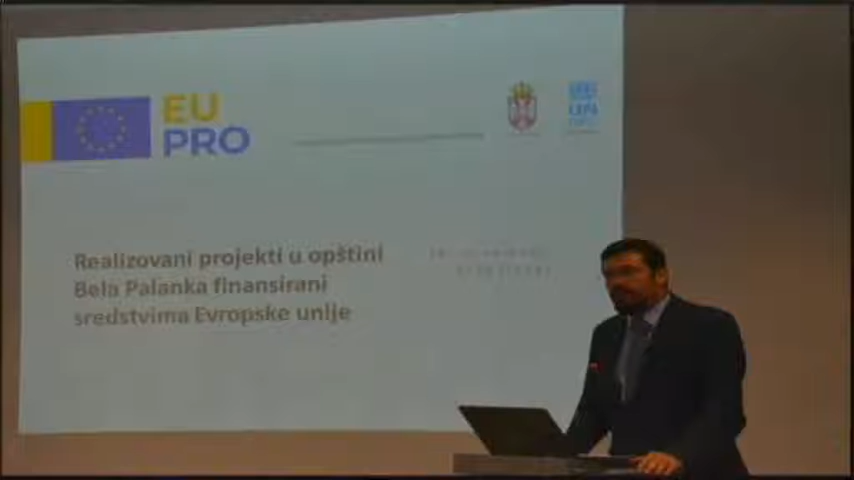 EU
PRO
Realizovani projekti u opštini
Bela Palanka finansirani
sredstvima Evropske unije